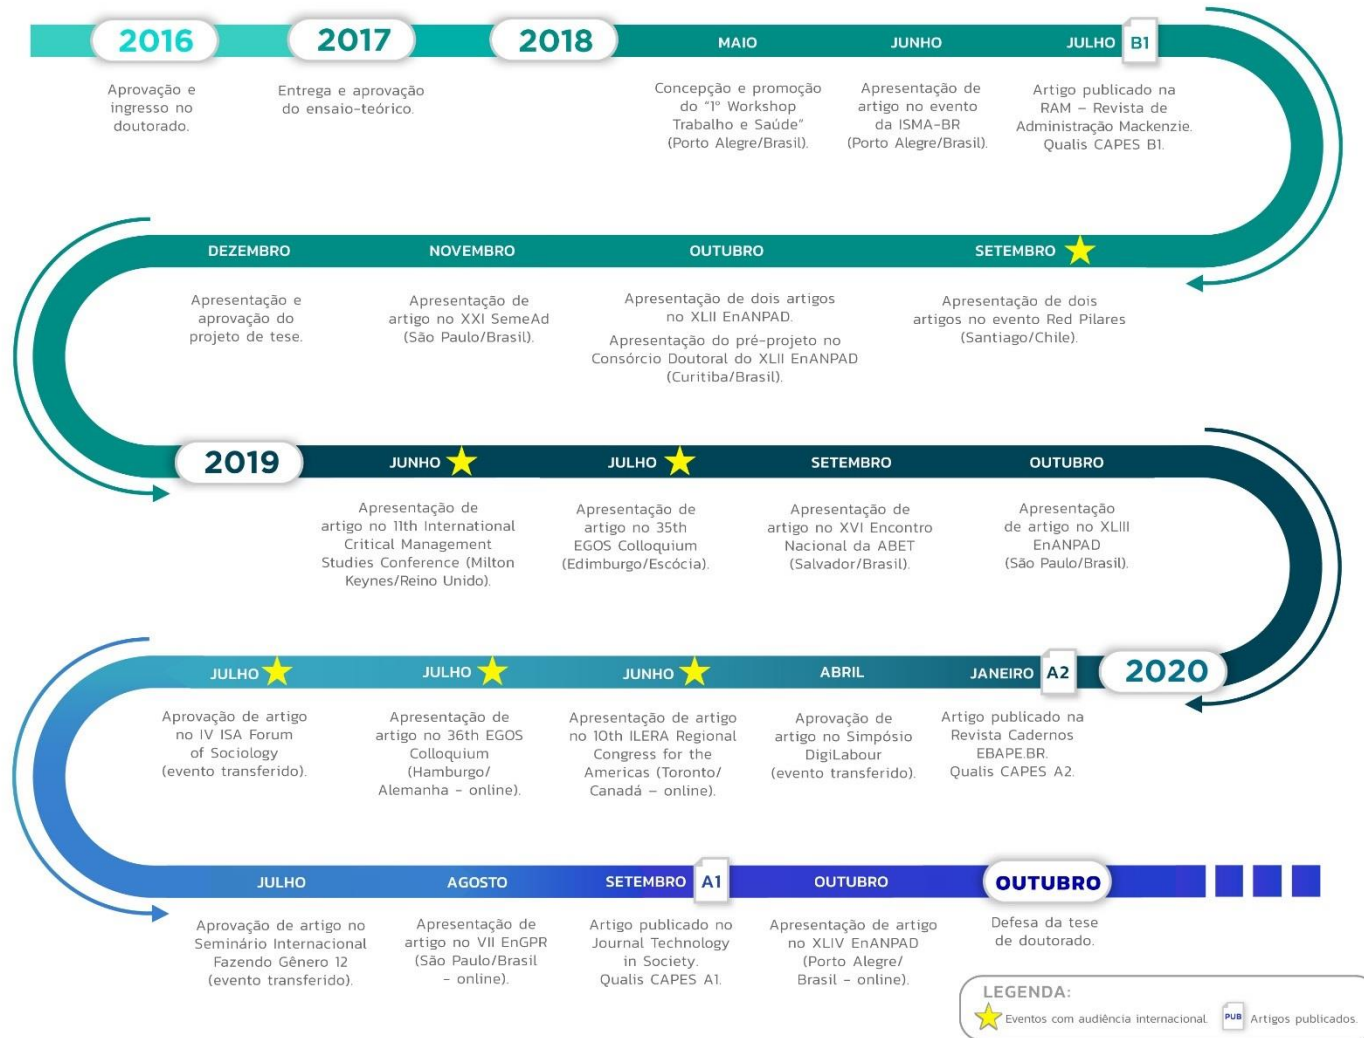 2016
Aprovação e
ingresso no
doutorado.
2017
Entrega e aprovação
do ensaio-teórico.
2018
MAIO
Concepção e promoção
do "1º Workshop
Trabalho e Saúde"
(Porto Alegre/Brasil).
JUNHO
Apresentação de
artigo no evento
da ISMA-BR
(Porto Alegre/Brasil).
JULHO B1
Artigo publicado na
RAM – Revista de
Administração Mackenzie.
Qualis CAPES B1.
SETEMBRO
Apresentação de dois
artigos no evento Red Pilares
(Santiago/Chile).
OUTUBRO
Apresentação de dois artigos
no XLII EnANPAD.
Apresentação do pré-projeto no
Consórcio Doutoral do XLII EnANPAD
(Curitiba/Brasil).
NOVEMBRO
Apresentação de
artigo no XXI SemeAd
(São Paulo/Brasil).
DEZEMBRO
Apresentação e
aprovação do
projeto de tese.
2019
JUNHO
Apresentação de
artigo no 11th International
Critical Management
Studies Conference (Milton
Keynes/Reino Unido).
JULHO
Apresentação de
artigo no 35th
EGOS Colloquium
(Edimburgo/Escócia).
SETEMBRO
Apresentação de
artigo no XVI Encontro
Nacional da ABET
(Salvador/Brasil).
OUTUBRO
Apresentação
de artigo no XLIII
EnANPAD
(São Paulo/Brasil).
2020
JANEIRO A2
Artigo publicado na
Revista Cadernos
EBAPE.BR.
Qualis CAPES A2.
ABRIL
Aprovação de
artigo no Simpósio
DigiLabour
(evento transferido).
JUNHO
Apresentação de artigo
no 10th ILERA Regional
Congress for the
Americas (Toronto/
Canadá – online).
JULHO
Apresentação de
artigo no 36th EGOS
Colloquium
(Hamburgo/
Alemanha - online).
JULHO
Aprovação de artigo
no IV ISA Forum
of Sociology
(evento transferido).
JULHO
Aprovação de artigo no
Seminário Internacional
Fazendo Gênero 12
(evento transferido).
AGOSTO
Apresentação de
artigo no VII EnGPR
(São Paulo/Brasil
- online).
SETEMBRO A1
Artigo publicado no
Journal Technology
in Society.
Qualis CAPES A1.
OUTUBRO
Apresentação de artigo
no XLIV EnANPAD
(Porto Alegre/
Brasil - online).
OUTUBRO
Defesa da tese
de doutorado.
LEGENDA:
Eventos com audiência internacional.
PUB Artigos publicados.